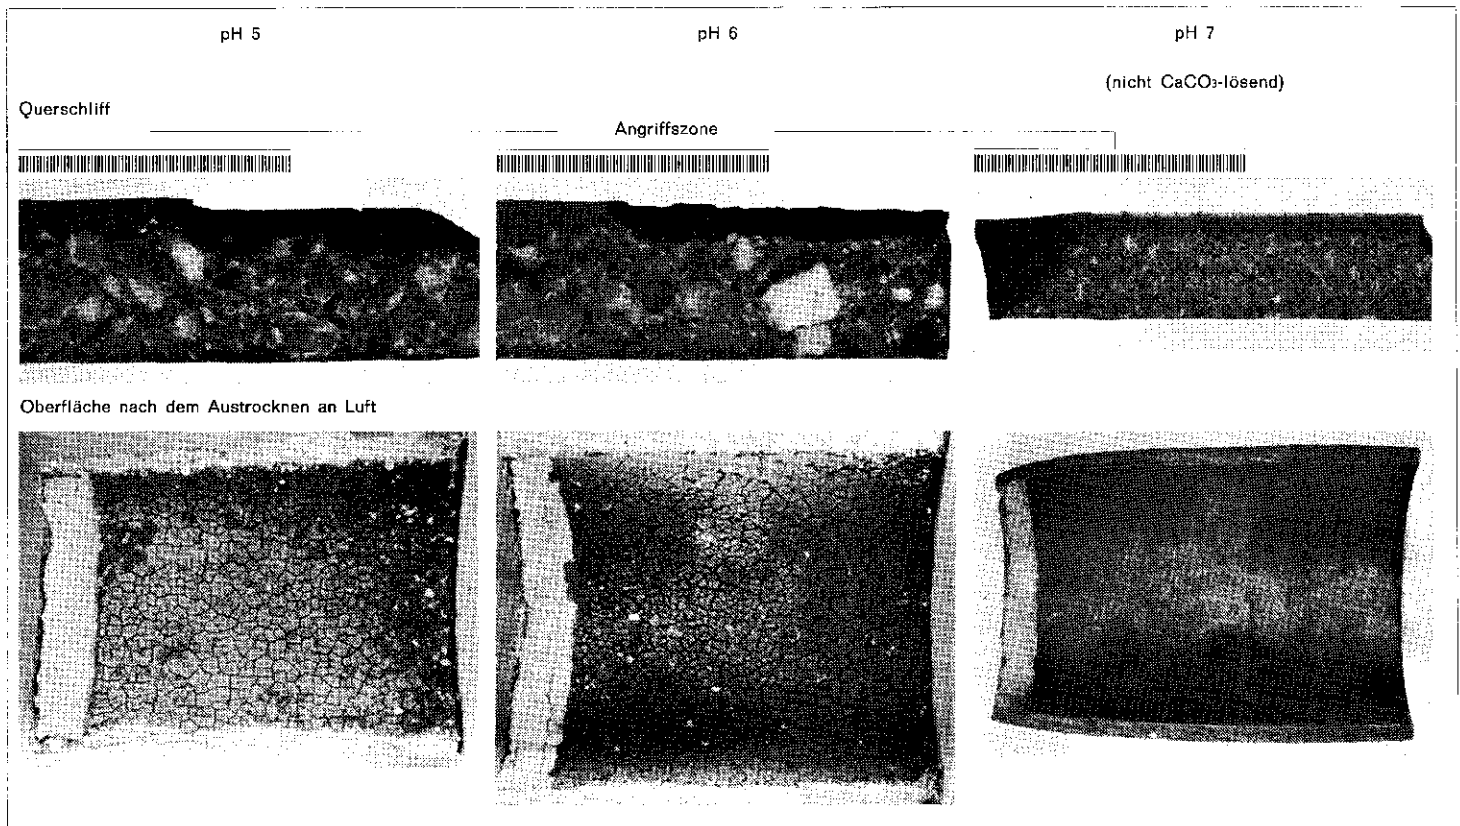 pH 5
pH 6
pH 7
(nicht CaCO₃-lösend)
Querschliff
Angriffszone
Oberfläche nach dem Austrocknen an Luft